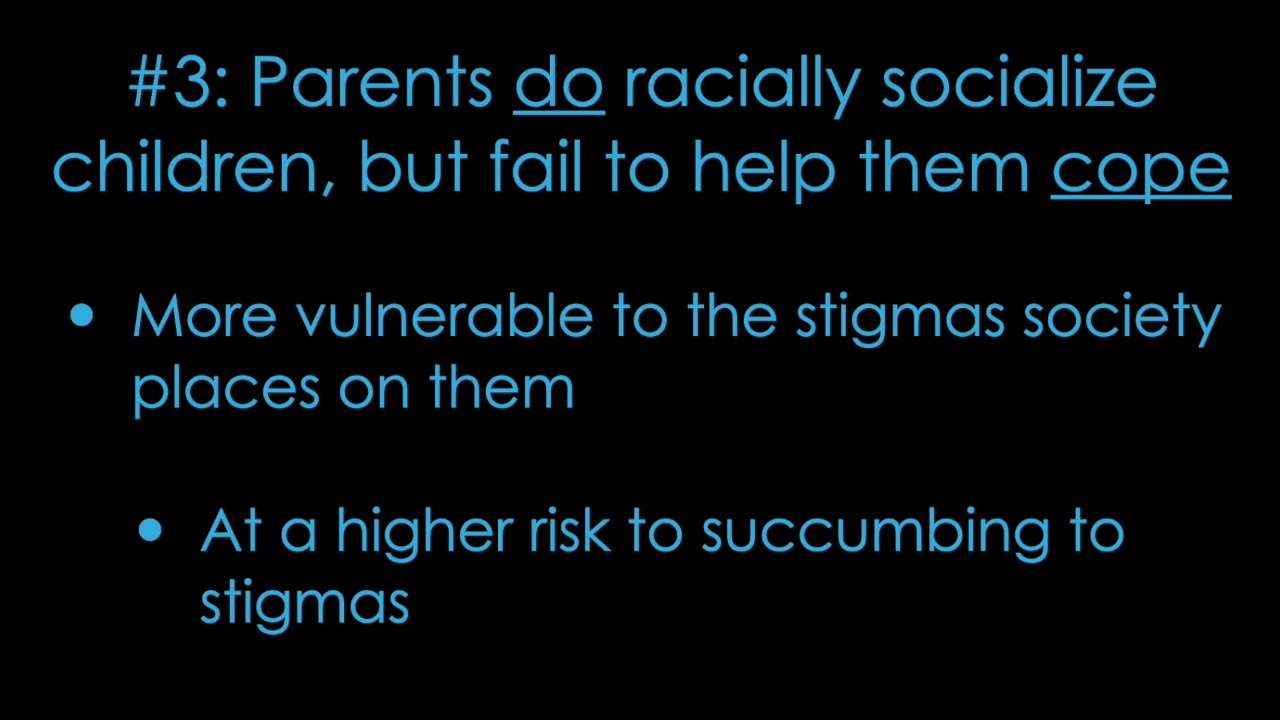 #3: Parents do racially socialize
children, but fail to help them cope
• More vulnerable to the stigmas society
places on them
• At a higher risk to succumbing to
stigmas